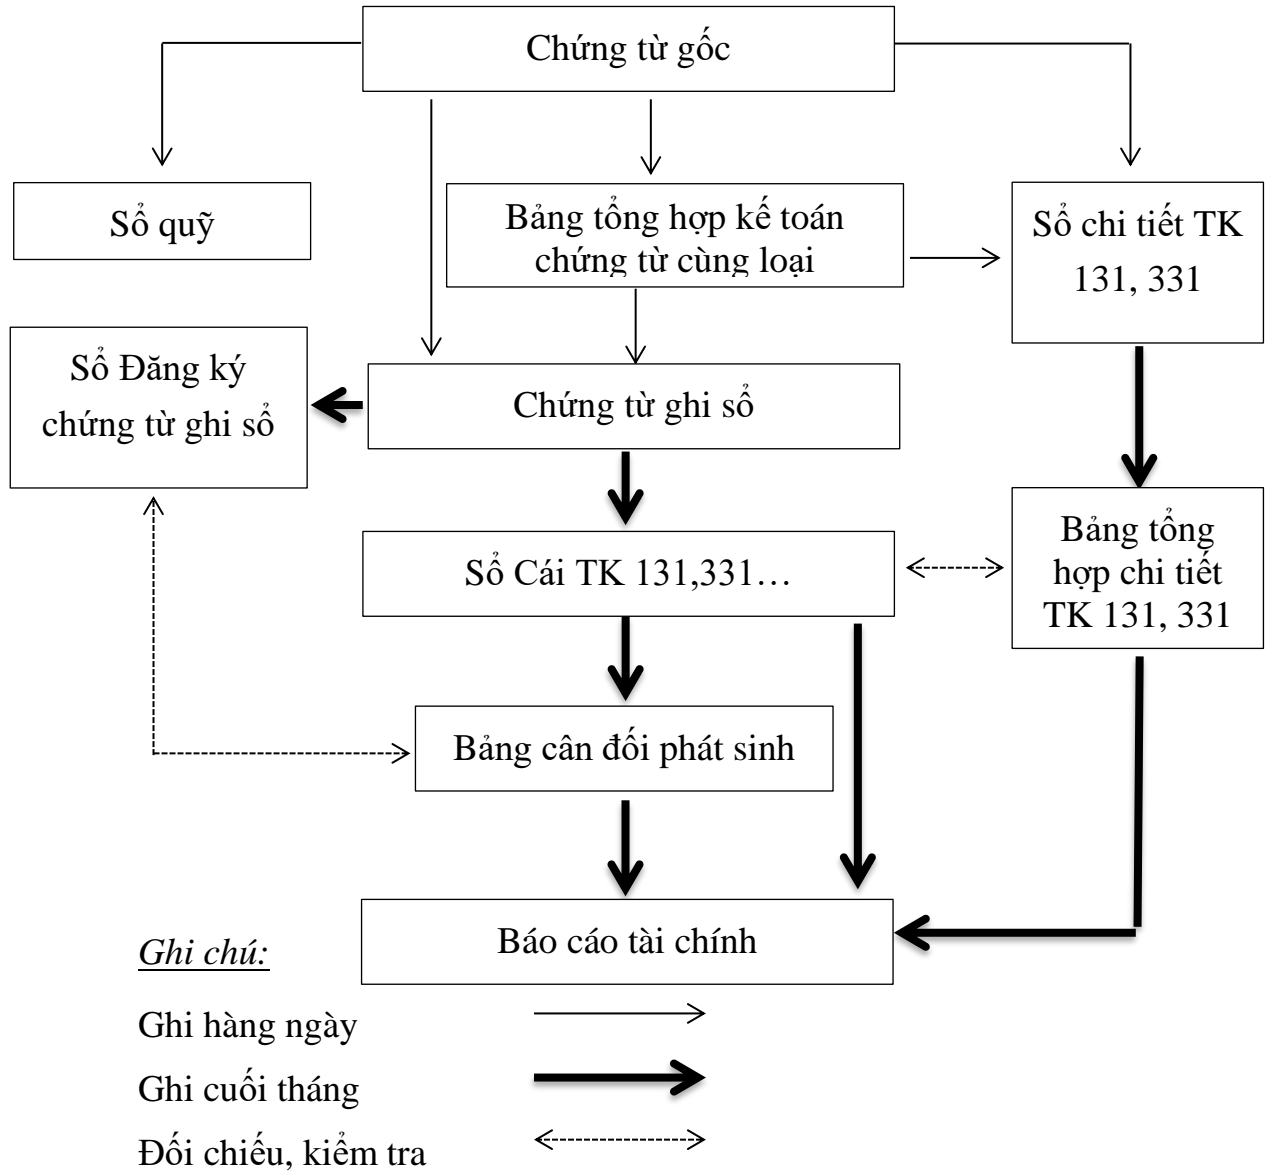 Chứng từ gốc
Sổ quỹ
Bảng tổng hợp kế toán
chứng từ cùng loại
Sổ chi tiết TK
131, 331
Sổ Đăng ký
chứng từ ghi sổ
Chứng từ ghi sổ
Sổ Cái TK 131,331…
Bảng tổng
hợp chi tiết
TK 131, 331
Bảng cân đối phát sinh
Báo cáo tài chính
Ghi chú:
Ghi hàng ngày
Ghi cuối tháng
Đối chiếu, kiểm tra